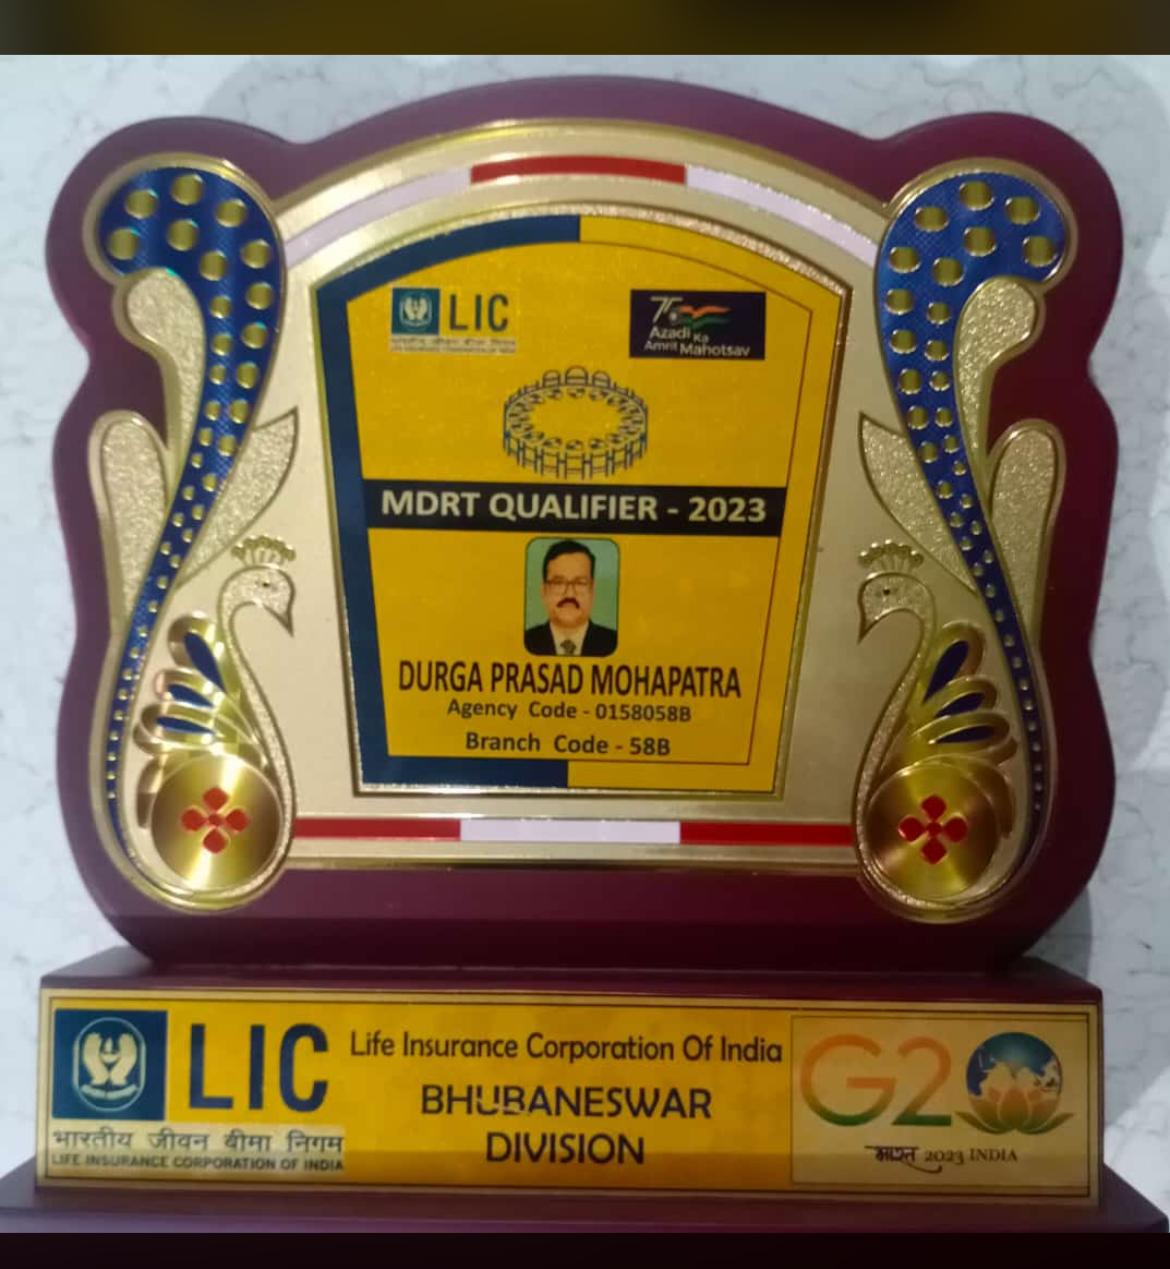 LIC
75
Azadi Ka
Amrit Mahotsav
MDRT QUALIFIER - 2023
DURGA PRASAD MOHAPATRA
Agency Code - 0158058B
Branch Code - 58B
LIC
भारतीय जीवन बीमा निगम
LIFE INSURANCE CORPORATION OF INDIA
Life Insurance Corporation Of India
BHUBANESWAR
DIVISION
G20
भारत 2023 INDIA